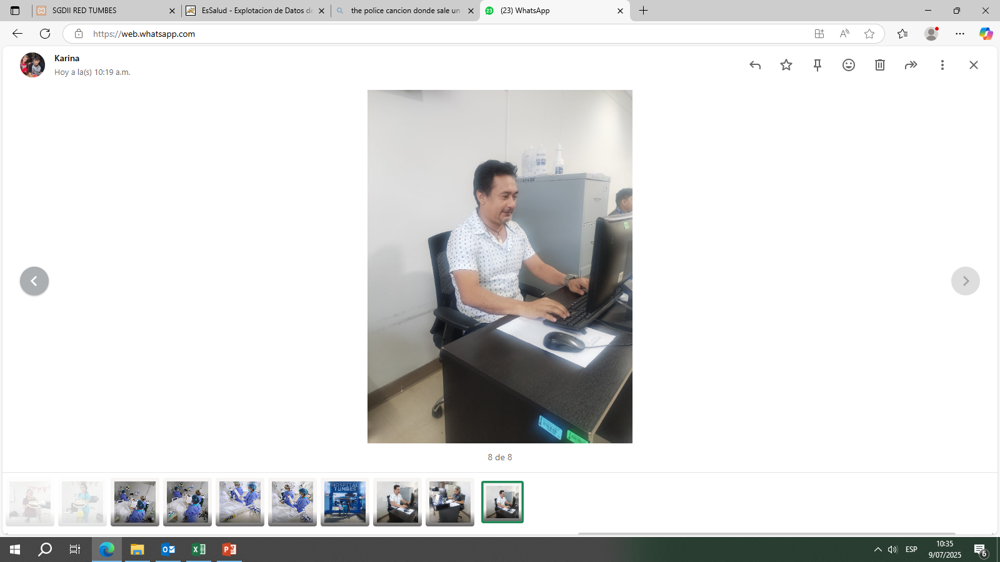 SGDII RED TUMBES
EsSalud - Explotacion de Datos de
the police cancion donde sale un
(23) WhatsApp
https://web.whatsapp.com
Karina
Hoy a la(s) 10:19 a.m.
8 de 8
HOSPITAL
TUMBES
ESP
10:35
9/07/2025
6